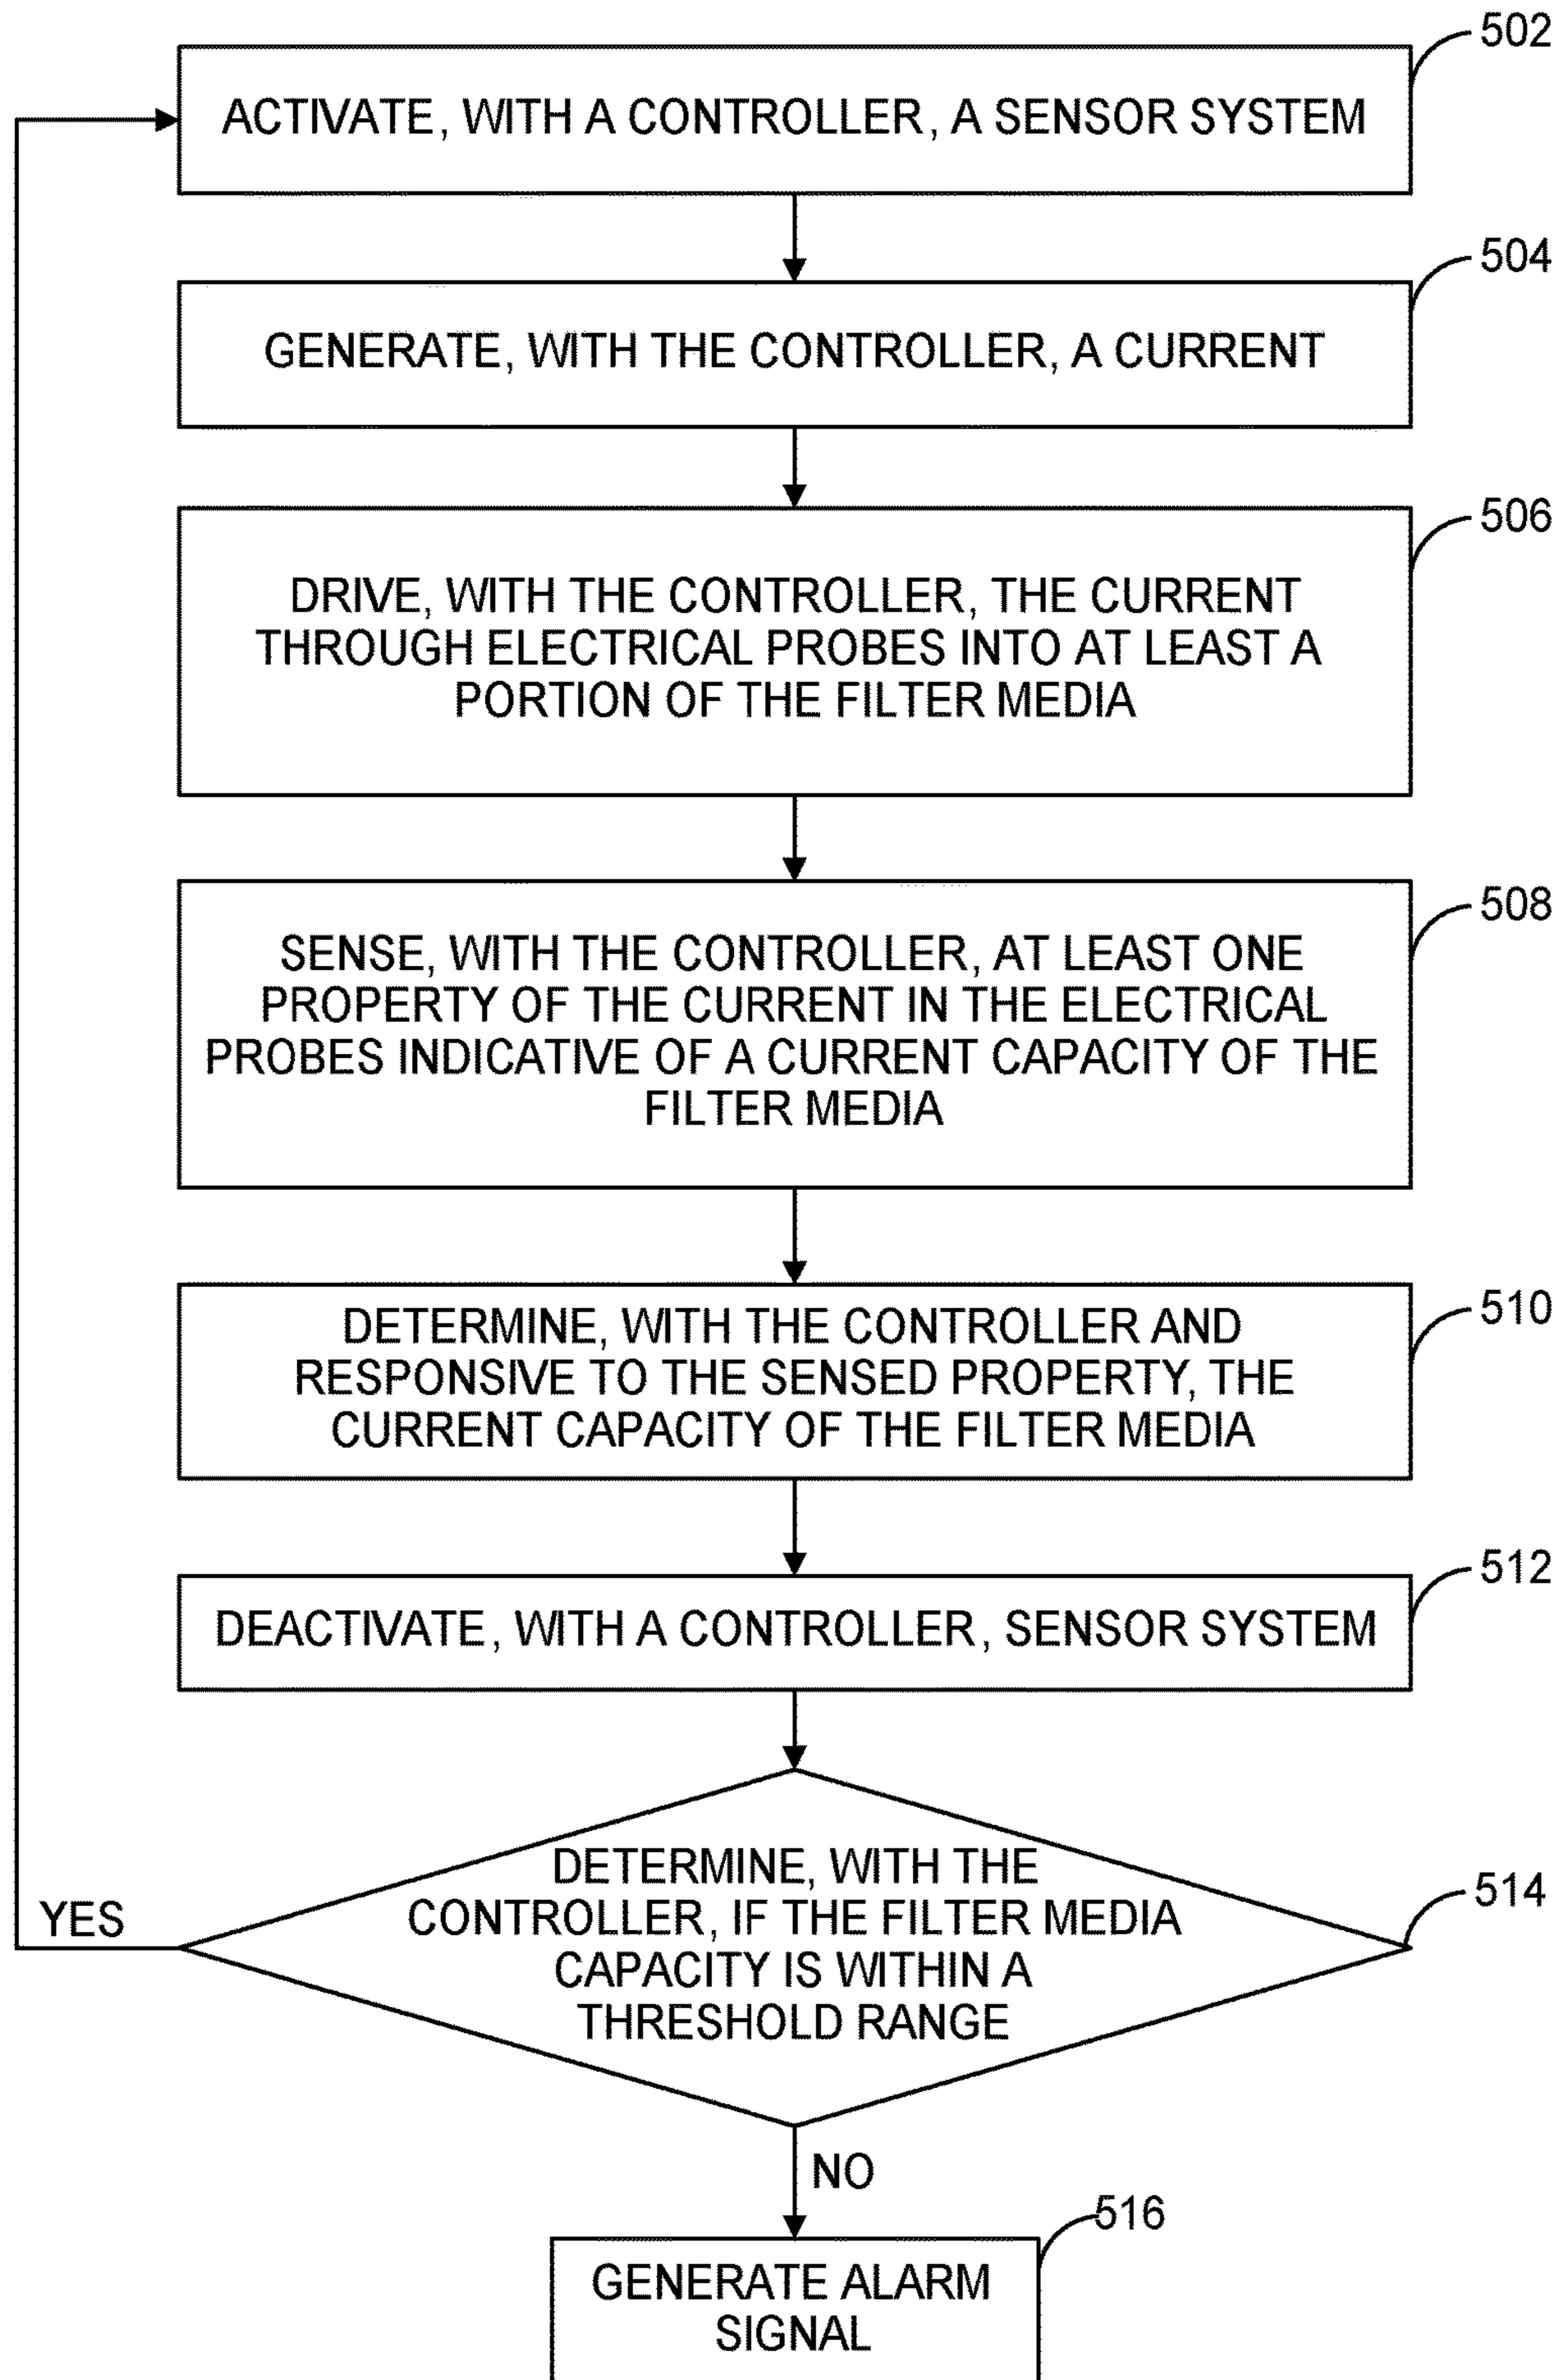 502
ACTIVATE, WITH A CONTROLLER, A SENSOR SYSTEM
504
GENERATE, WITH THE CONTROLLER, A CURRENT
506
DRIVE, WITH THE CONTROLLER, THE CURRENT
THROUGH ELECTRICAL PROBES INTO AT LEAST A
PORTION OF THE FILTER MEDIA
508
SENSE, WITH THE CONTROLLER, AT LEAST ONE
PROPERTY OF THE CURRENT IN THE ELECTRICAL
PROBES INDICATIVE OF A CURRENT CAPACITY OF THE
FILTER MEDIA
510
DETERMINE, WITH THE CONTROLLER AND
RESPONSIVE TO THE SENSED PROPERTY, THE
CURRENT CAPACITY OF THE FILTER MEDIA
512
DEACTIVATE, WITH A CONTROLLER, SENSOR SYSTEM
514
DETERMINE, WITH THE
CONTROLLER, IF THE FILTER MEDIA
CAPACITY IS WITHIN A
THRESHOLD RANGE
YES
NO
516
GENERATE ALARM
SIGNAL